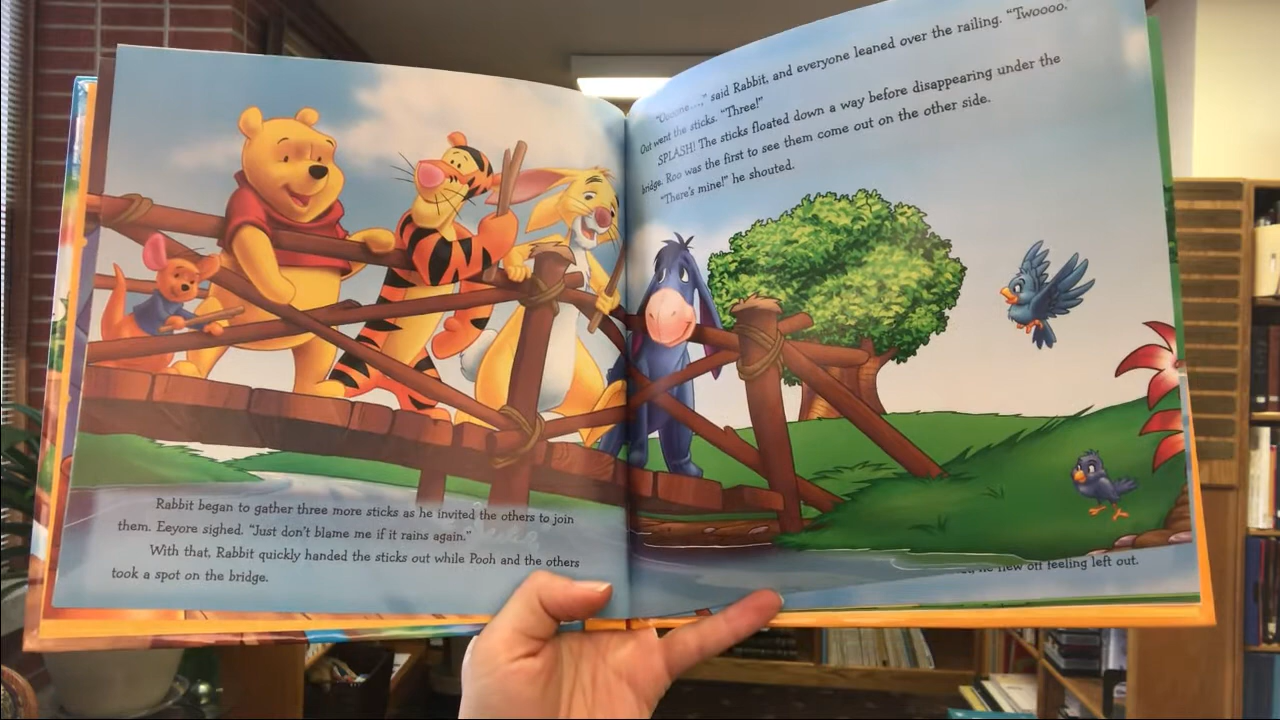 Rabbit began to gather three more sticks as he invited the others to join
them. Eeyore sighed. “Just don’t blame me if it rains again.”
With that, Rabbit quickly handed the sticks out while Pooh and the others
took a spot on the bridge.
said Rabbit, and everyone leaned over the railing. “Twoooo.”
Out went the sticks. “Three!”
SPLASH! The sticks floated down a way before disappearing under the
bridge. Roo was the first to see them come out on the other side.
“There’s mine!” he shouted.
he flew off feeling left out.